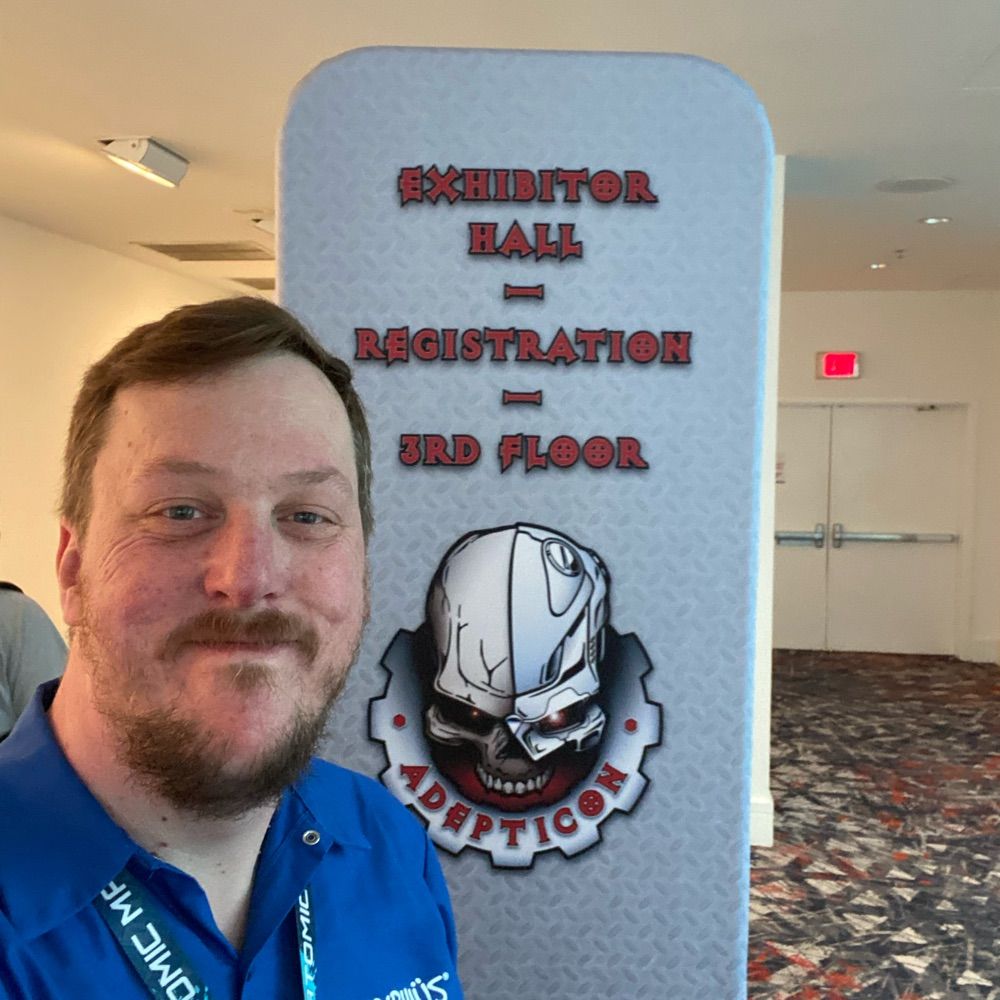 EXHIBITOR
HALL
—
REGISTRATION
—
3RD FLOOR
ADEPTICON